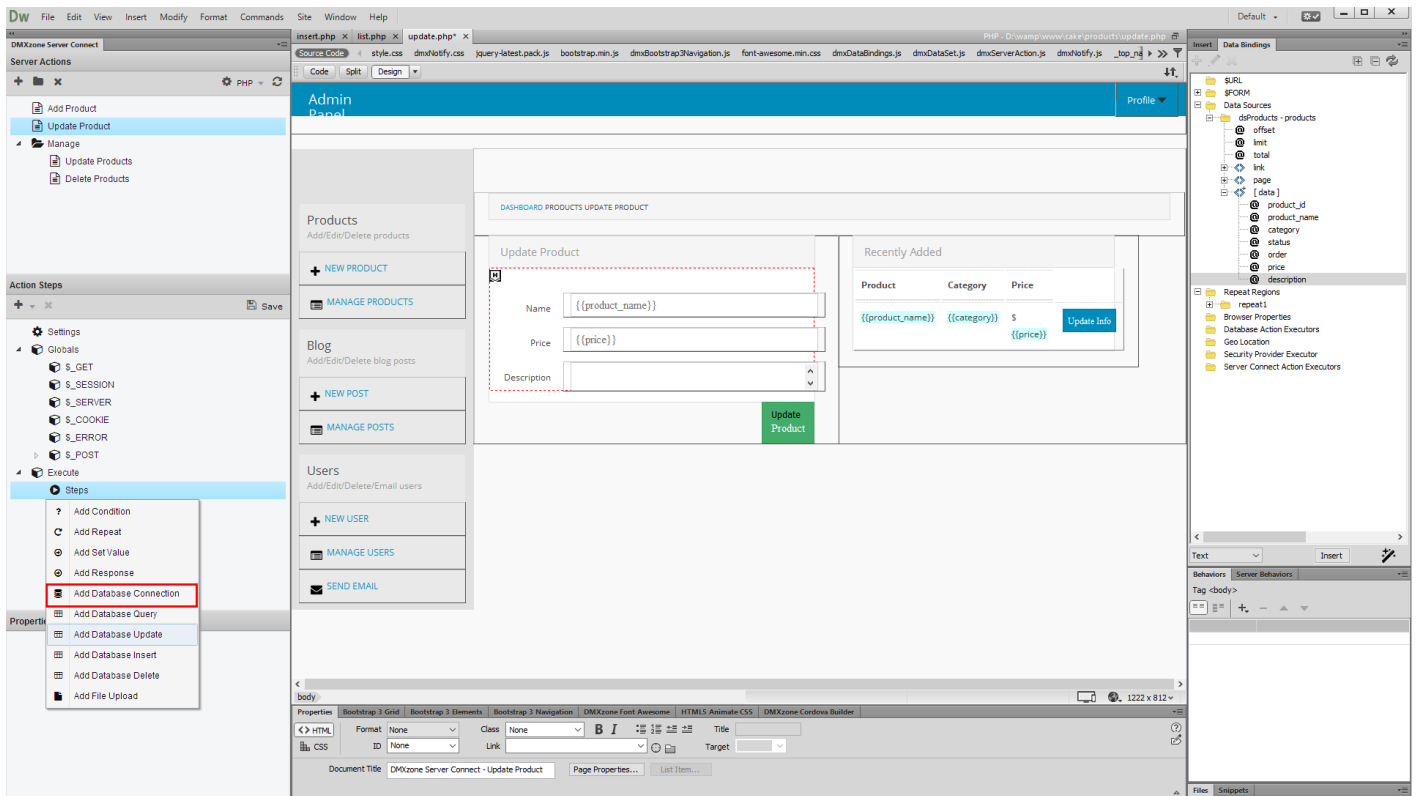 Dw File Edit View Insert Modify Format Commands Site Window Help Default
DMXzone Server Connect
Server Actions
PHP
Add Product
Update Product
Manage
Update Products
Delete Products
Action Steps
Save
Settings
Globals
$_GET
$_SESSION
$_SERVER
$_COOKIE
$_ERROR
$_POST
Execute
Steps
Add Condition
Add Repeat
Add Set Value
Add Response
Add Database Connection
Add Database Query
Add Database Update
Add Database Insert
Add Database Delete
Add File Upload
insert.php × list.php × update.php* × PHP - D:\wamp\www\cake\products\update.php
Source Code style.css dmxNotify.css jquery-latest.pack.js bootstrap.min.js dmxBootstrap3Navigation.js font-awesome.min.css dmxDataBindings.js dmxDataSet.js dmxServerAction.js dmxNotify.js
Code Split Design
Admin
Panel
Profile
Products
Add/Edit/Delete products
NEW PRODUCT
MANAGE PRODUCTS
Blog
Add/Edit/Delete blog posts
NEW POST
MANAGE POSTS
Users
Add/Edit/Delete/Email users
NEW USER
MANAGE USERS
SEND EMAIL
DASHBOARD PRODUCTS UPDATE PRODUCT
Update Product
Name {{product_name}}
Price {{price}}
Description
Update
Product
Recently Added
Product Category Price
{{product_name}} {{category}} $
{{price}}
Update Info
body 1222 x 812
Properties Bootstrap 3 Grid Bootstrap 3 Elements Bootstrap 3 Navigation DMXzone Font Awesome HTML5 Animate CSS DMXzone Cordova Builder
<> HTML Format None Class None B I Title
CSS ID None Link Target
Document Title DMXzone Server Connect - Update Product Page Properties... List Item...
Insert Data Bindings
$URL
$FORM
Data Sources
dsProducts - products
offset
limit
total
link
page
[ data ]
product_id
product_name
category
status
order
price
description
Repeat Regions
repeat1
Browser Properties
Database Action Executors
Geo Location
Security Provider Executor
Server Connect Action Executors
Text Insert
Behaviors Server Behaviors
Tag <body>
Files Snippets